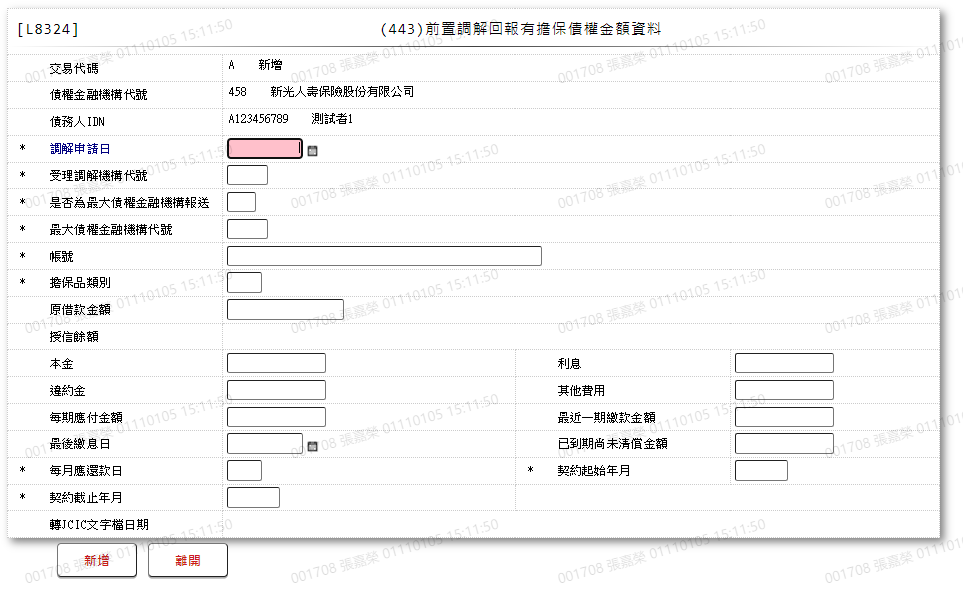 [L8324] (443)前置調解回報有擔保債權金額資料
交易代碼 A 新增
債權金融機構代號 458 新光人壽保險股份有限公司
債務人IDN A123456789 測試者1
* 調解申請日
* 受理調解機構代號
* 是否為最大債權金融機構報送
* 最大債權金融機構代號
* 帳號
* 擔保品類別
原借款金額
授信餘額
本金 利息
違約金 其他費用
每期應付金額 最近一期繳款金額
最後繳息日 已到期尚未清償金額
* 每月應還款日 * 契約起始年月
* 契約截止年月
轉JCIC文字檔日期
新增 離開
001708 張嘉榮 01110105 15:11:50